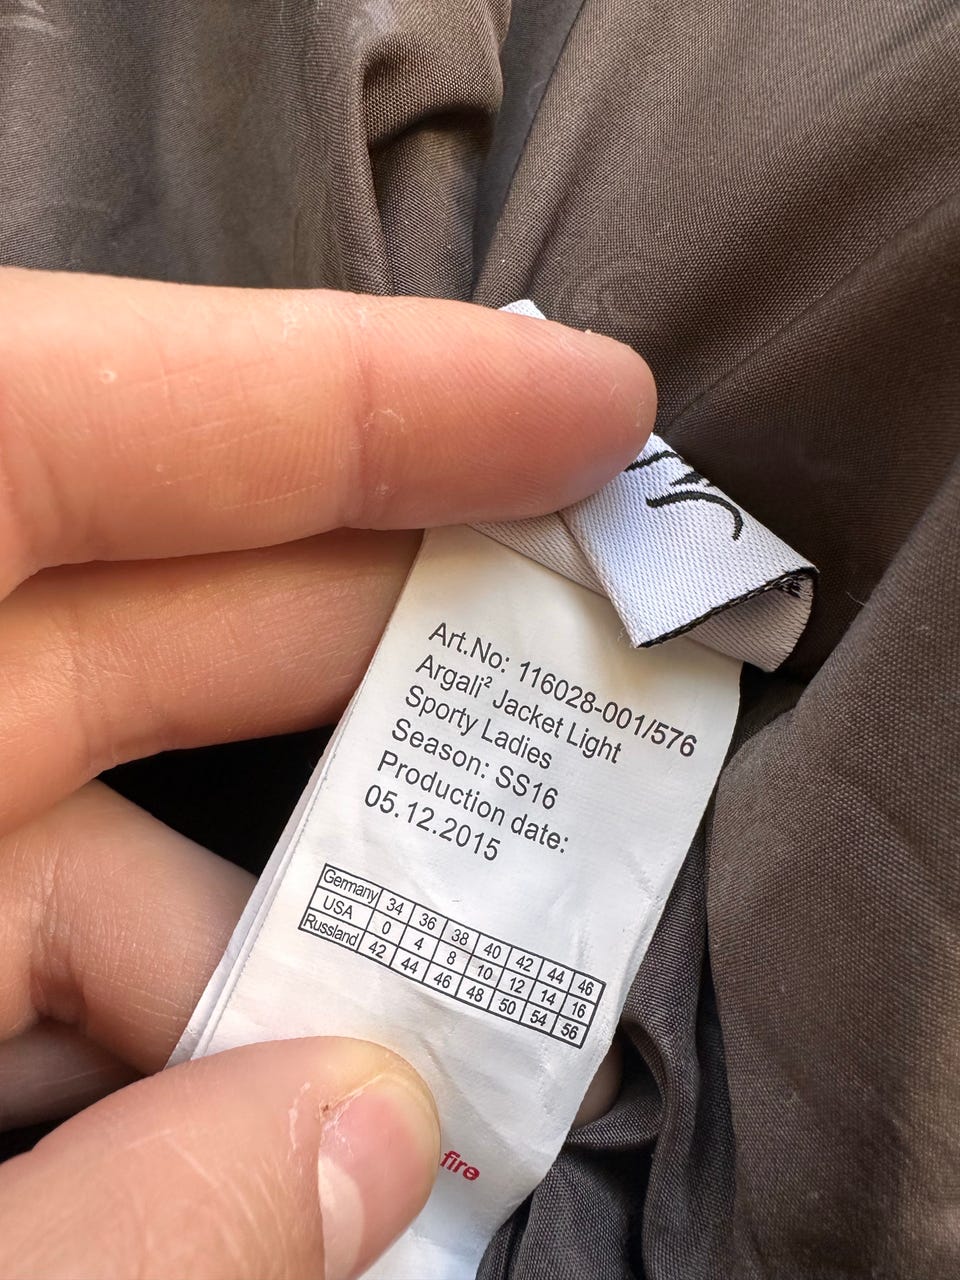 Art.No: 116028-001/576
Argali² Jacket Light
Sporty Ladies
Season: SS16
Production date:
05.12.2015
Germany 34 36 38 40 42 44 46
USA 0 4 8 10 12 14 16
Russland 42 44 46 48 50 54 56
fire